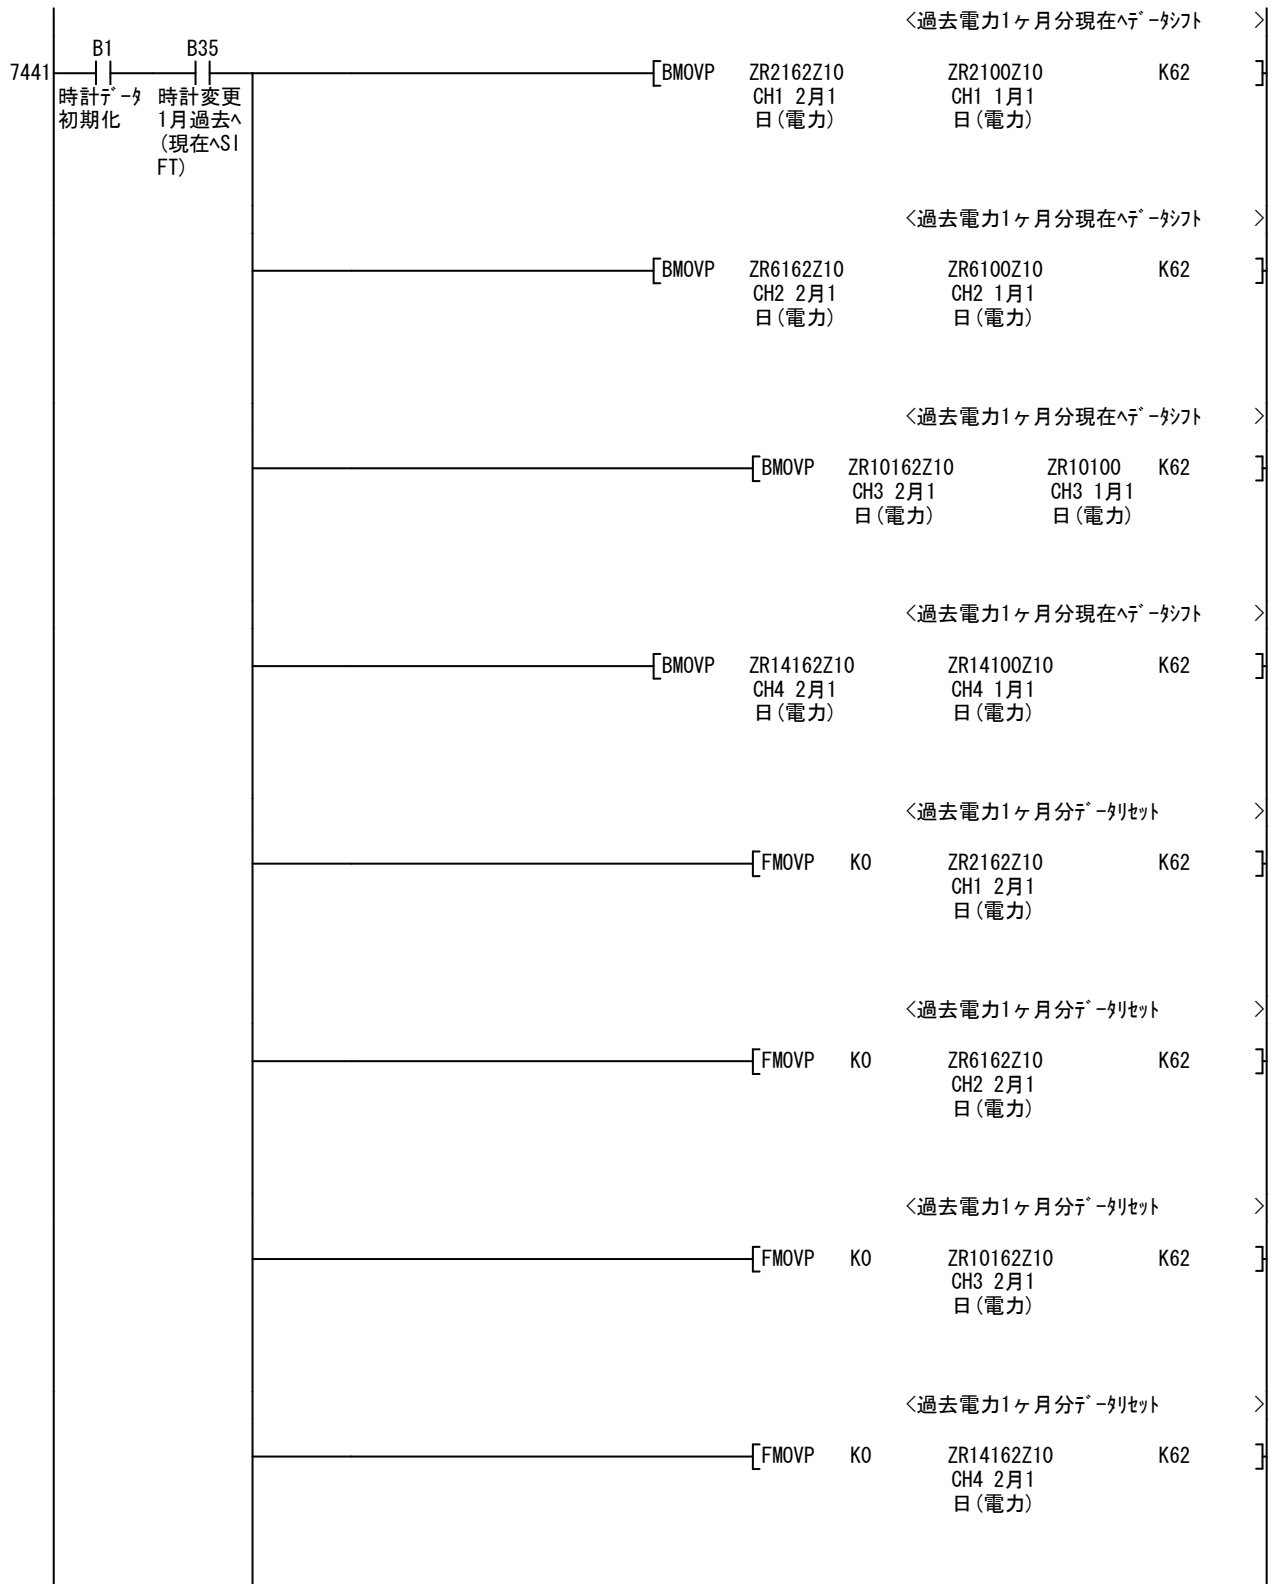 <過去電力1ヶ月分現在ﾍﾃﾞｰﾀｼﾌﾄ >
B1 B35
7441 [BMOVP ZR2162Z10 ZR2100Z10 K62 ]
時計ﾃﾞｰﾀ 時計変更 CH1 2月1 CH1 1月1
初期化 1月過去ﾍ 日(電力) 日(電力)
(現在ﾍSI
FT)
<過去電力1ヶ月分現在ﾍﾃﾞｰﾀｼﾌﾄ >
[BMOVP ZR6162Z10 ZR6100Z10 K62 ]
CH2 2月1 CH2 1月1
日(電力) 日(電力)
<過去電力1ヶ月分現在ﾍﾃﾞｰﾀｼﾌﾄ >
[BMOVP ZR10162Z10 ZR10100 K62 ]
CH3 2月1 CH3 1月1
日(電力) 日(電力)
<過去電力1ヶ月分現在ﾍﾃﾞｰﾀｼﾌﾄ >
[BMOVP ZR14162Z10 ZR14100Z10 K62 ]
CH4 2月1 CH4 1月1
日(電力) 日(電力)
<過去電力1ヶ月分ﾃﾞｰﾀﾘｾｯﾄ >
[FMOVP K0 ZR2162Z10 K62 ]
CH1 2月1
日(電力)
<過去電力1ヶ月分ﾃﾞｰﾀﾘｾｯﾄ >
[FMOVP K0 ZR6162Z10 K62 ]
CH2 2月1
日(電力)
<過去電力1ヶ月分ﾃﾞｰﾀﾘｾｯﾄ >
[FMOVP K0 ZR10162Z10 K62 ]
CH3 2月1
日(電力)
<過去電力1ヶ月分ﾃﾞｰﾀﾘｾｯﾄ >
[FMOVP K0 ZR14162Z10 K62 ]
CH4 2月1
日(電力)